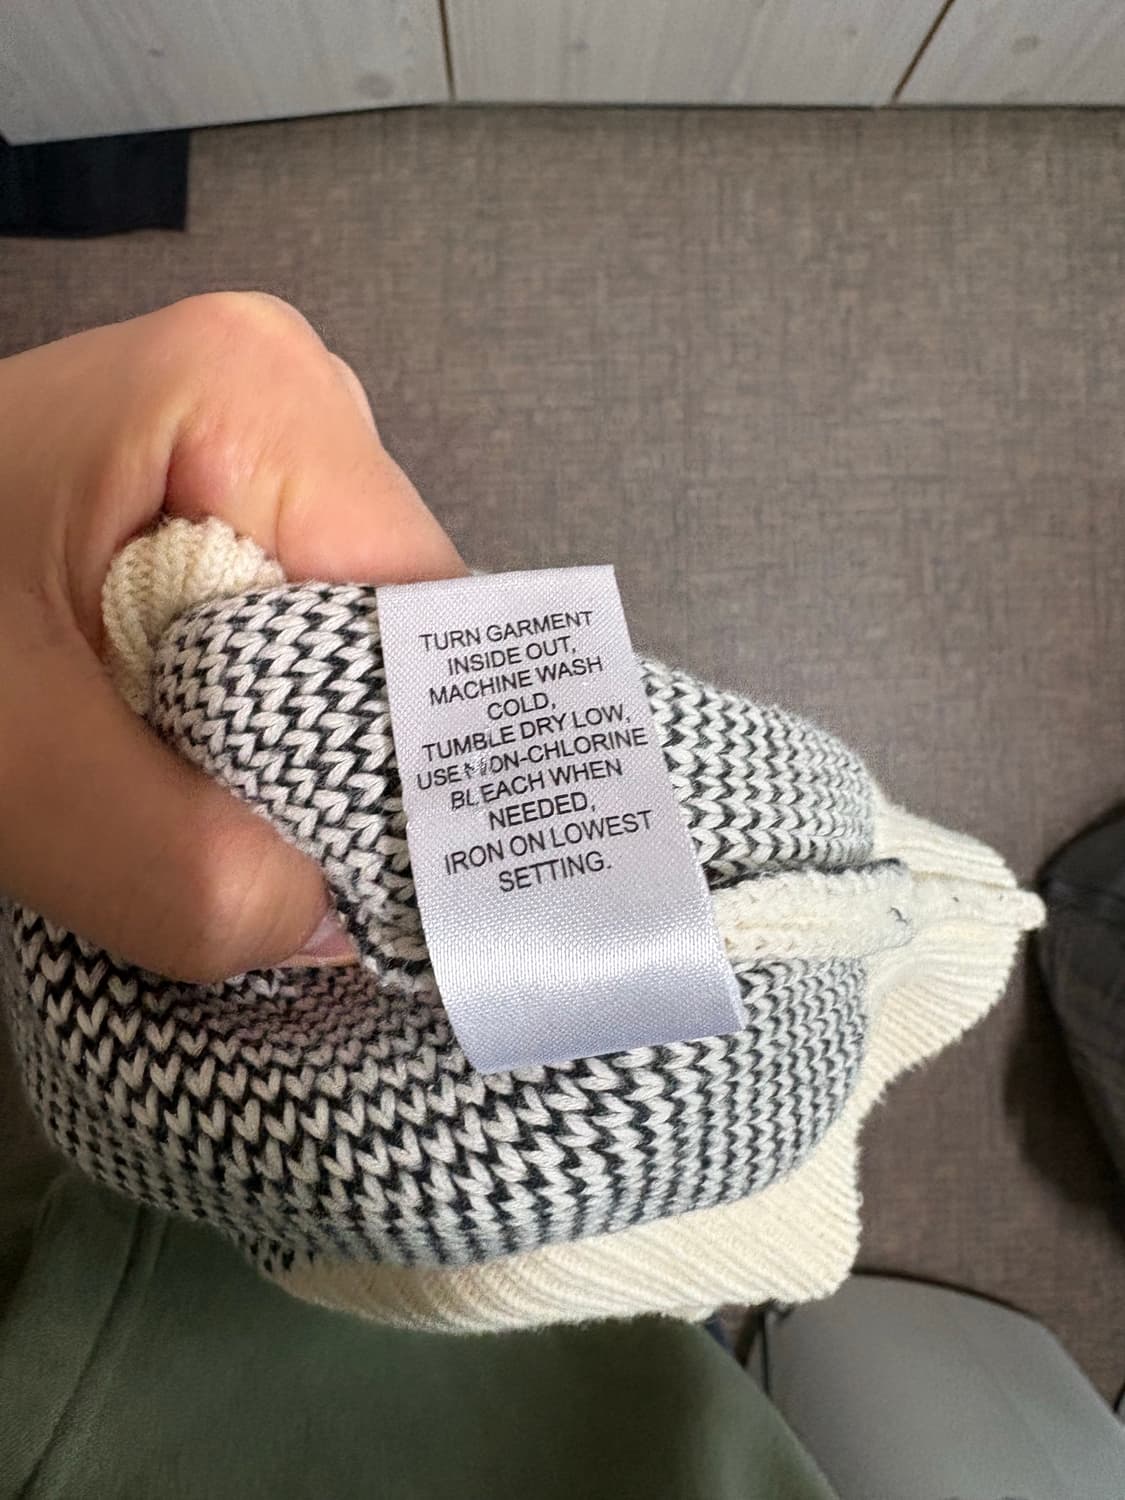 TURN GARMENT
INSIDE OUT,
MACHINE WASH
COLD,
TUMBLE DRY LOW,
USE NON-CHLORINE
BLEACH WHEN
NEEDED,
IRON ON LOWEST
SETTING.